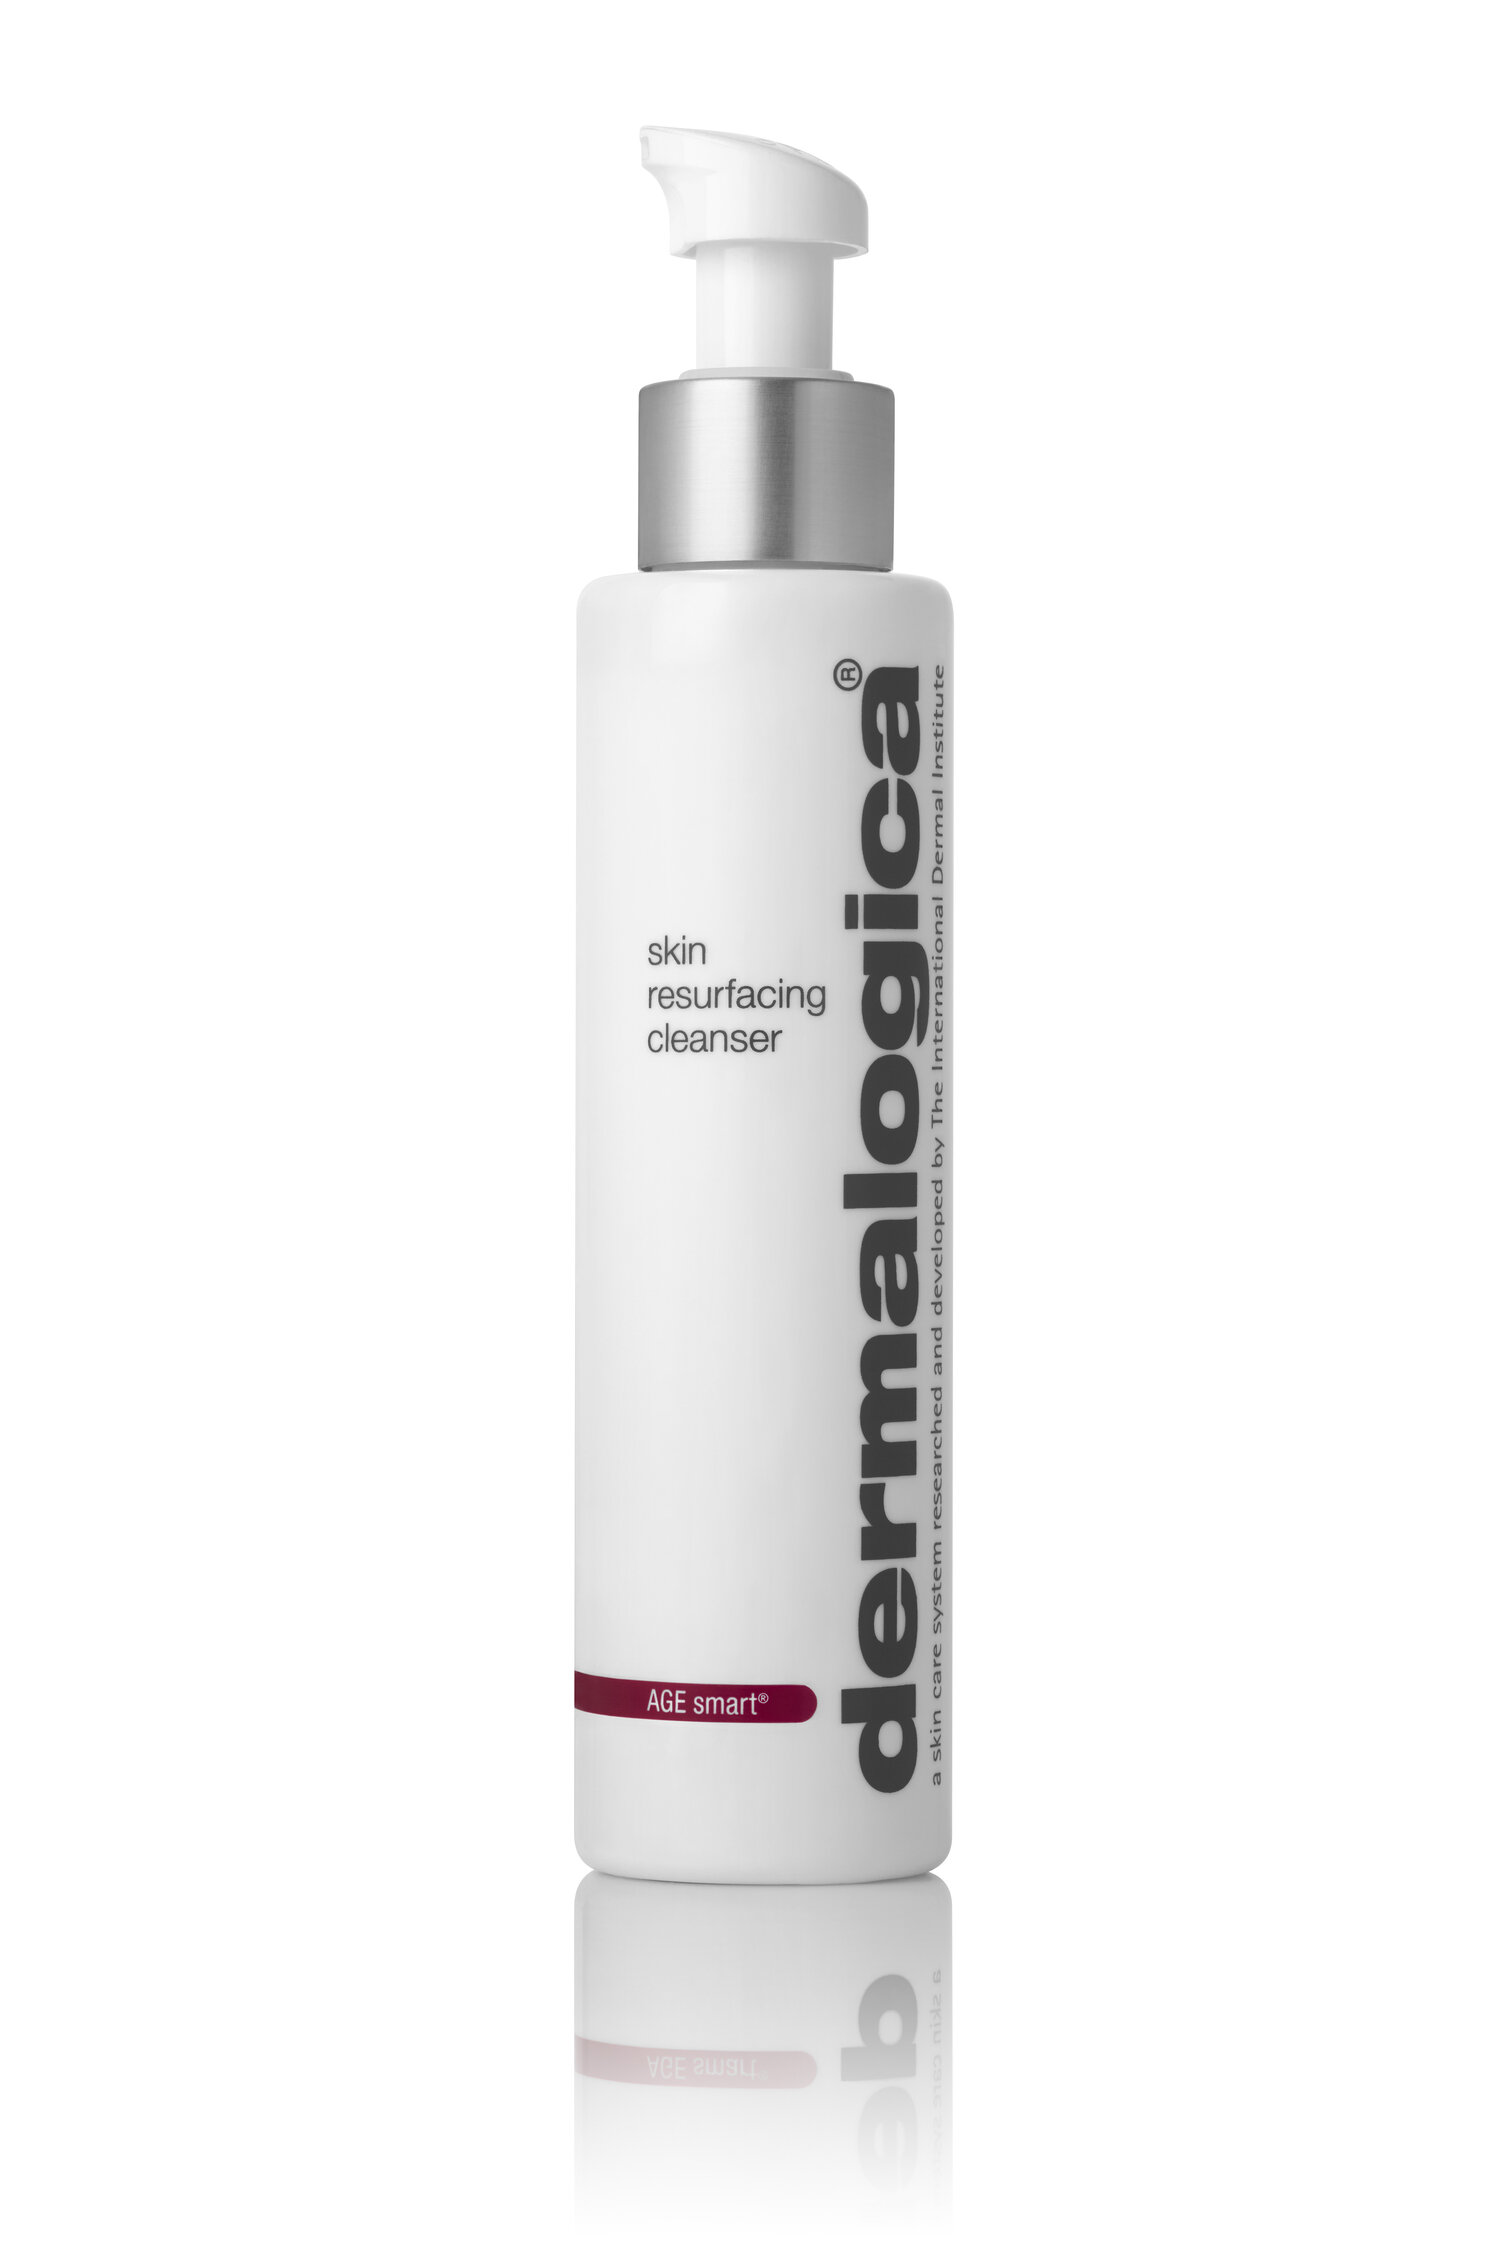 skin
resurfacing
cleanser
AGE smart®
dermalogica®
a skin care system researched and developed by The International Dermal Institute